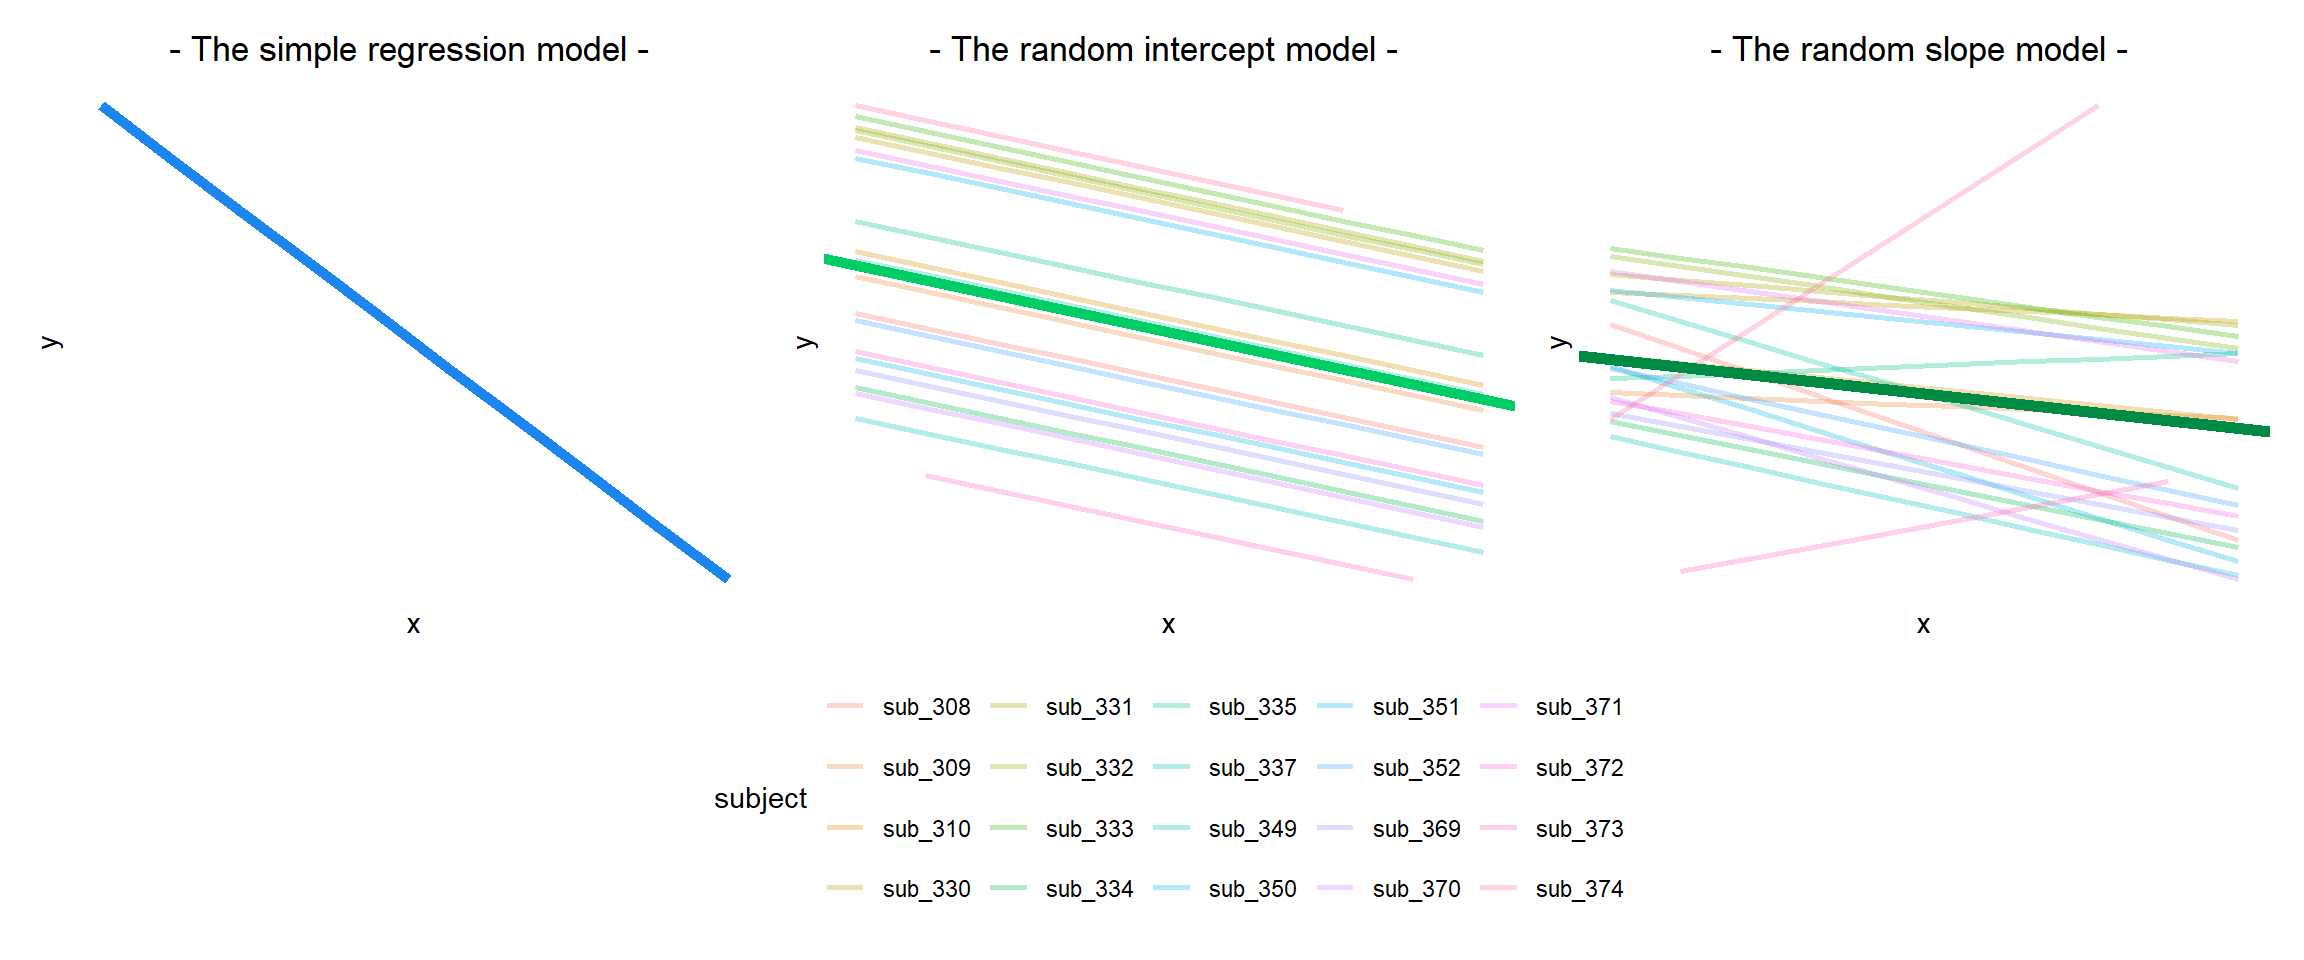 - The simple regression model -
- The random intercept model -
- The random slope model -
y
y
y
x
x
x
subject
sub_308 sub_331 sub_335 sub_351 sub_371
sub_309 sub_332 sub_337 sub_352 sub_372
sub_310 sub_333 sub_349 sub_369 sub_373
sub_330 sub_334 sub_350 sub_370 sub_374